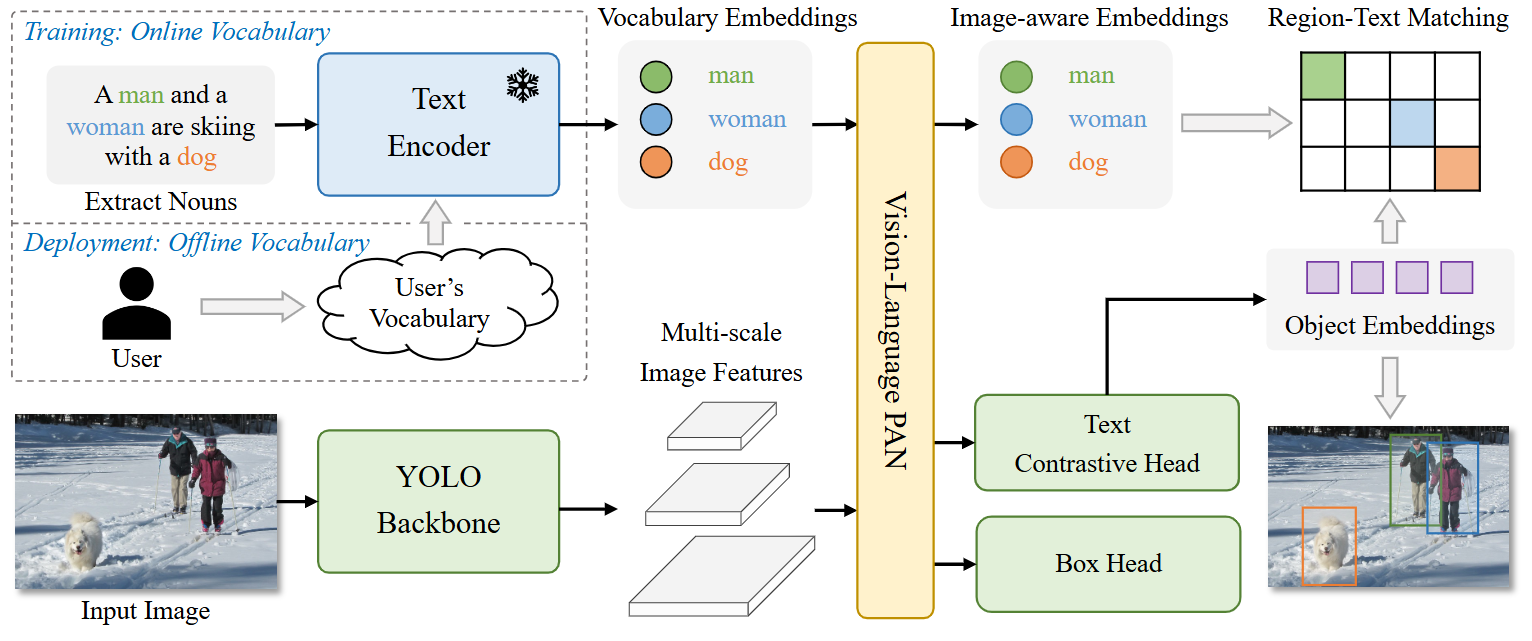 Training: Online Vocabulary
A man and a
woman are skiing
with a dog
Extract Nouns
Text
Encoder
Deployment: Offline Vocabulary
User
User’s
Vocabulary
Vocabulary Embeddings
man
woman
dog
Vision-Language PAN
Image-aware Embeddings
man
woman
dog
Region-Text Matching
Object Embeddings
Input Image
YOLO
Backbone
Multi-scale
Image Features
Text
Contrastive Head
Box Head